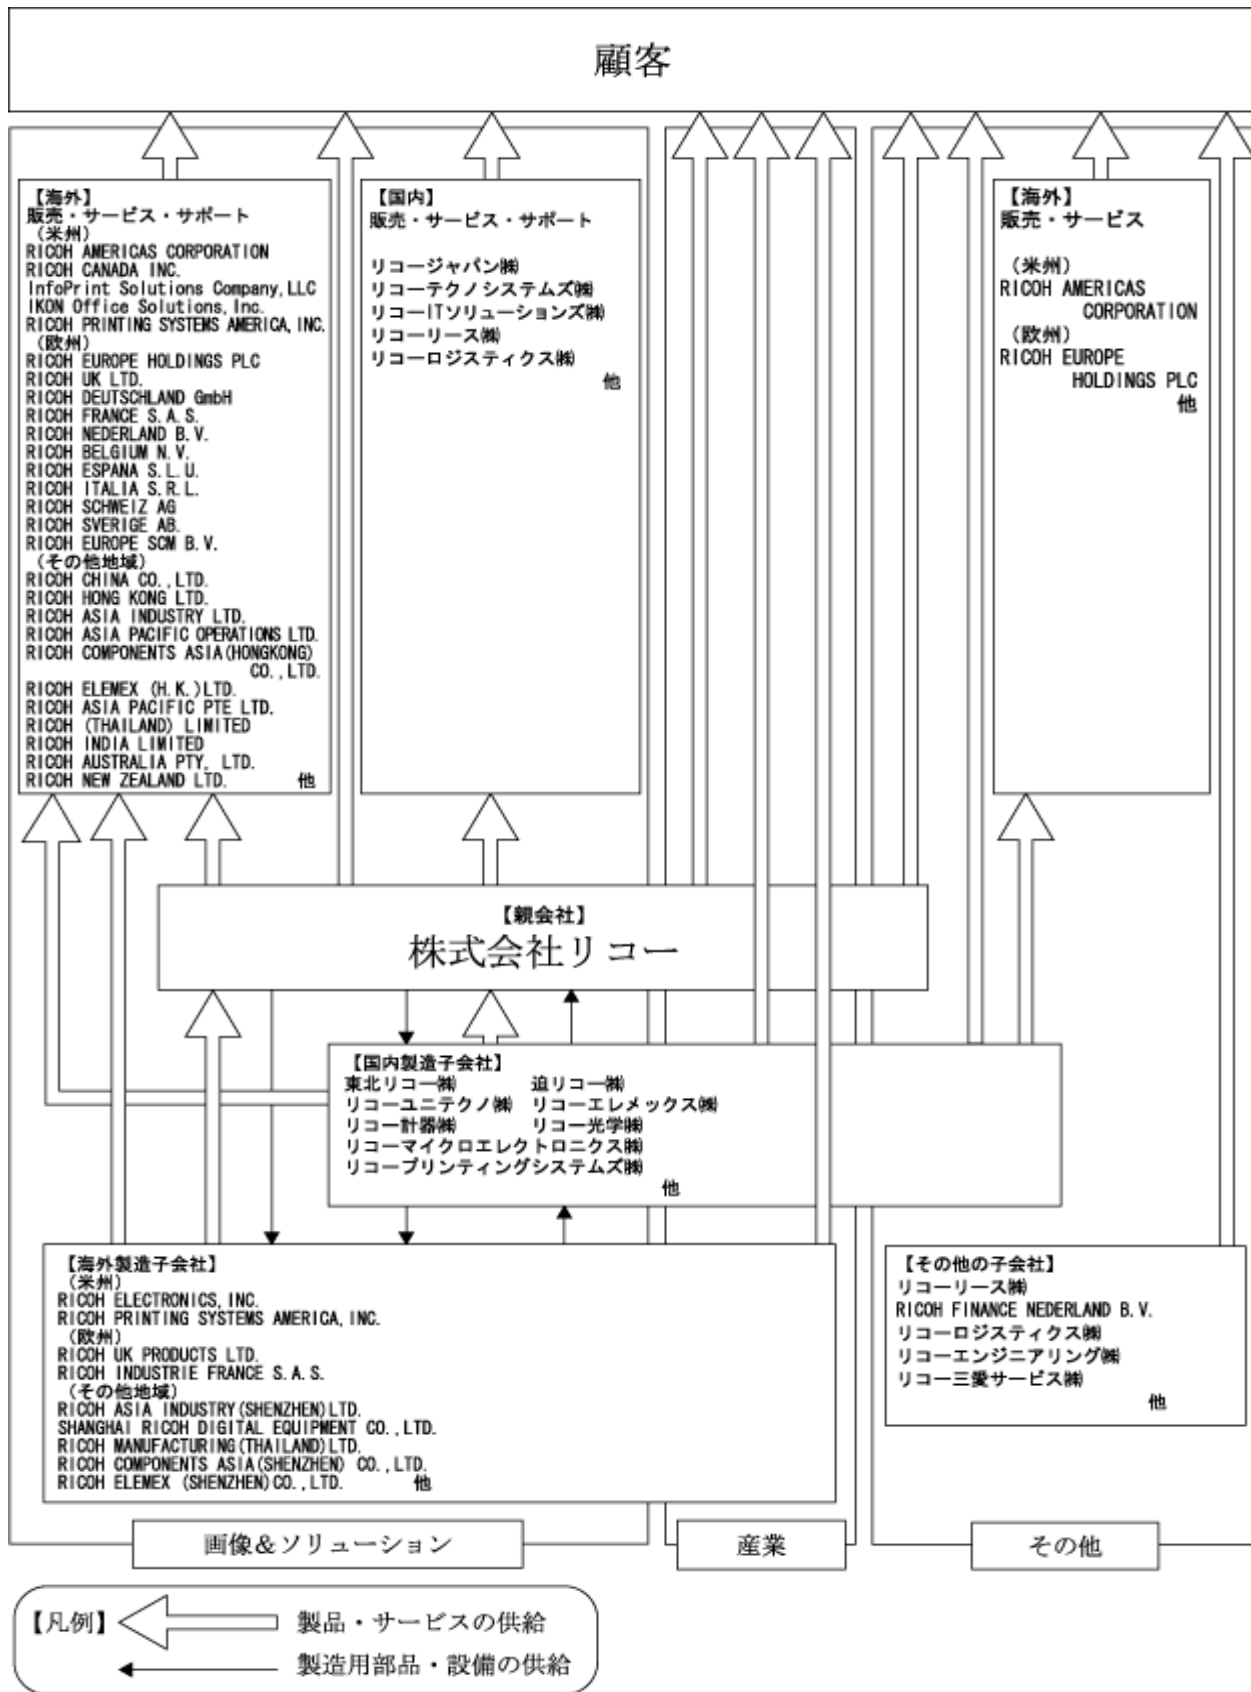 顧客
【海外】
販売・サービス・サポート
（米州）
RICOH AMERICAS CORPORATION
RICOH CANADA INC.
InfoPrint Solutions Company, LLC
IKON Office Solutions, Inc.
RICOH PRINTING SYSTEMS AMERICA, INC.
（欧州）
RICOH EUROPE HOLDINGS PLC
RICOH UK LTD.
RICOH DEUTSCHLAND GmbH
RICOH FRANCE S.A.S.
RICOH NEDERLAND B.V.
RICOH BELGIUM N.V.
RICOH ESPANA S.L.U.
RICOH ITALIA S.R.L.
RICOH SCHWEIZ AG
RICOH SVERIGE AB.
RICOH EUROPE SCM B.V.
（その他地域）
RICOH CHINA CO.,LTD.
RICOH HONG KONG LTD.
RICOH ASIA INDUSTRY LTD.
RICOH ASIA PACIFIC OPERATIONS LTD.
RICOH COMPONENTS ASIA(HONGKONG)
CO.,LTD.
RICOH ELEMEX (H.K.)LTD.
RICOH ASIA PACIFIC PTE LTD.
RICOH (THAILAND) LIMITED
RICOH INDIA LIMITED
RICOH AUSTRALIA PTY, LTD.
RICOH NEW ZEALAND LTD. 他
【国内】
販売・サービス・サポート
リコージャパン㈱
リコーテクノシステムズ㈱
リコーITソリューションズ㈱
リコーリース㈱
リコーロジスティクス㈱
他
【海外】
販売・サービス
（米州）
RICOH AMERICAS
CORPORATION
（欧州）
RICOH EUROPE
HOLDINGS PLC
他
【親会社】
株式会社リコー
【国内製造子会社】
東北リコー㈱ 迫リコー㈱
リコーユニテクノ㈱ リコーエレメックス㈱
リコー計器㈱ リコー光学㈱
リコーマイクロエレクトロニクス㈱
リコープリンティングシステムズ㈱
他
【海外製造子会社】
（米州）
RICOH ELECTRONICS, INC.
RICOH PRINTING SYSTEMS AMERICA, INC.
（欧州）
RICOH UK PRODUCTS LTD.
RICOH INDUSTRIE FRANCE S.A.S.
（その他地域）
RICOH ASIA INDUSTRY(SHENZHEN)LTD.
SHANGHAI RICOH DIGITAL EQUIPMENT CO.,LTD.
RICOH MANUFACTURING(THAILAND)LTD.
RICOH COMPONENTS ASIA(SHENZHEN) CO.,LTD.
RICOH ELEMEX (SHENZHEN)CO.,LTD. 他
【その他の子会社】
リコーリース㈱
RICOH FINANCE NEDERLAND B.V.
リコーロジスティクス㈱
リコーエンジニアリング㈱
リコー三愛サービス㈱
他
画像＆ソリューション
産業
その他
【凡例】 製品・サービスの供給
製造用部品・設備の供給